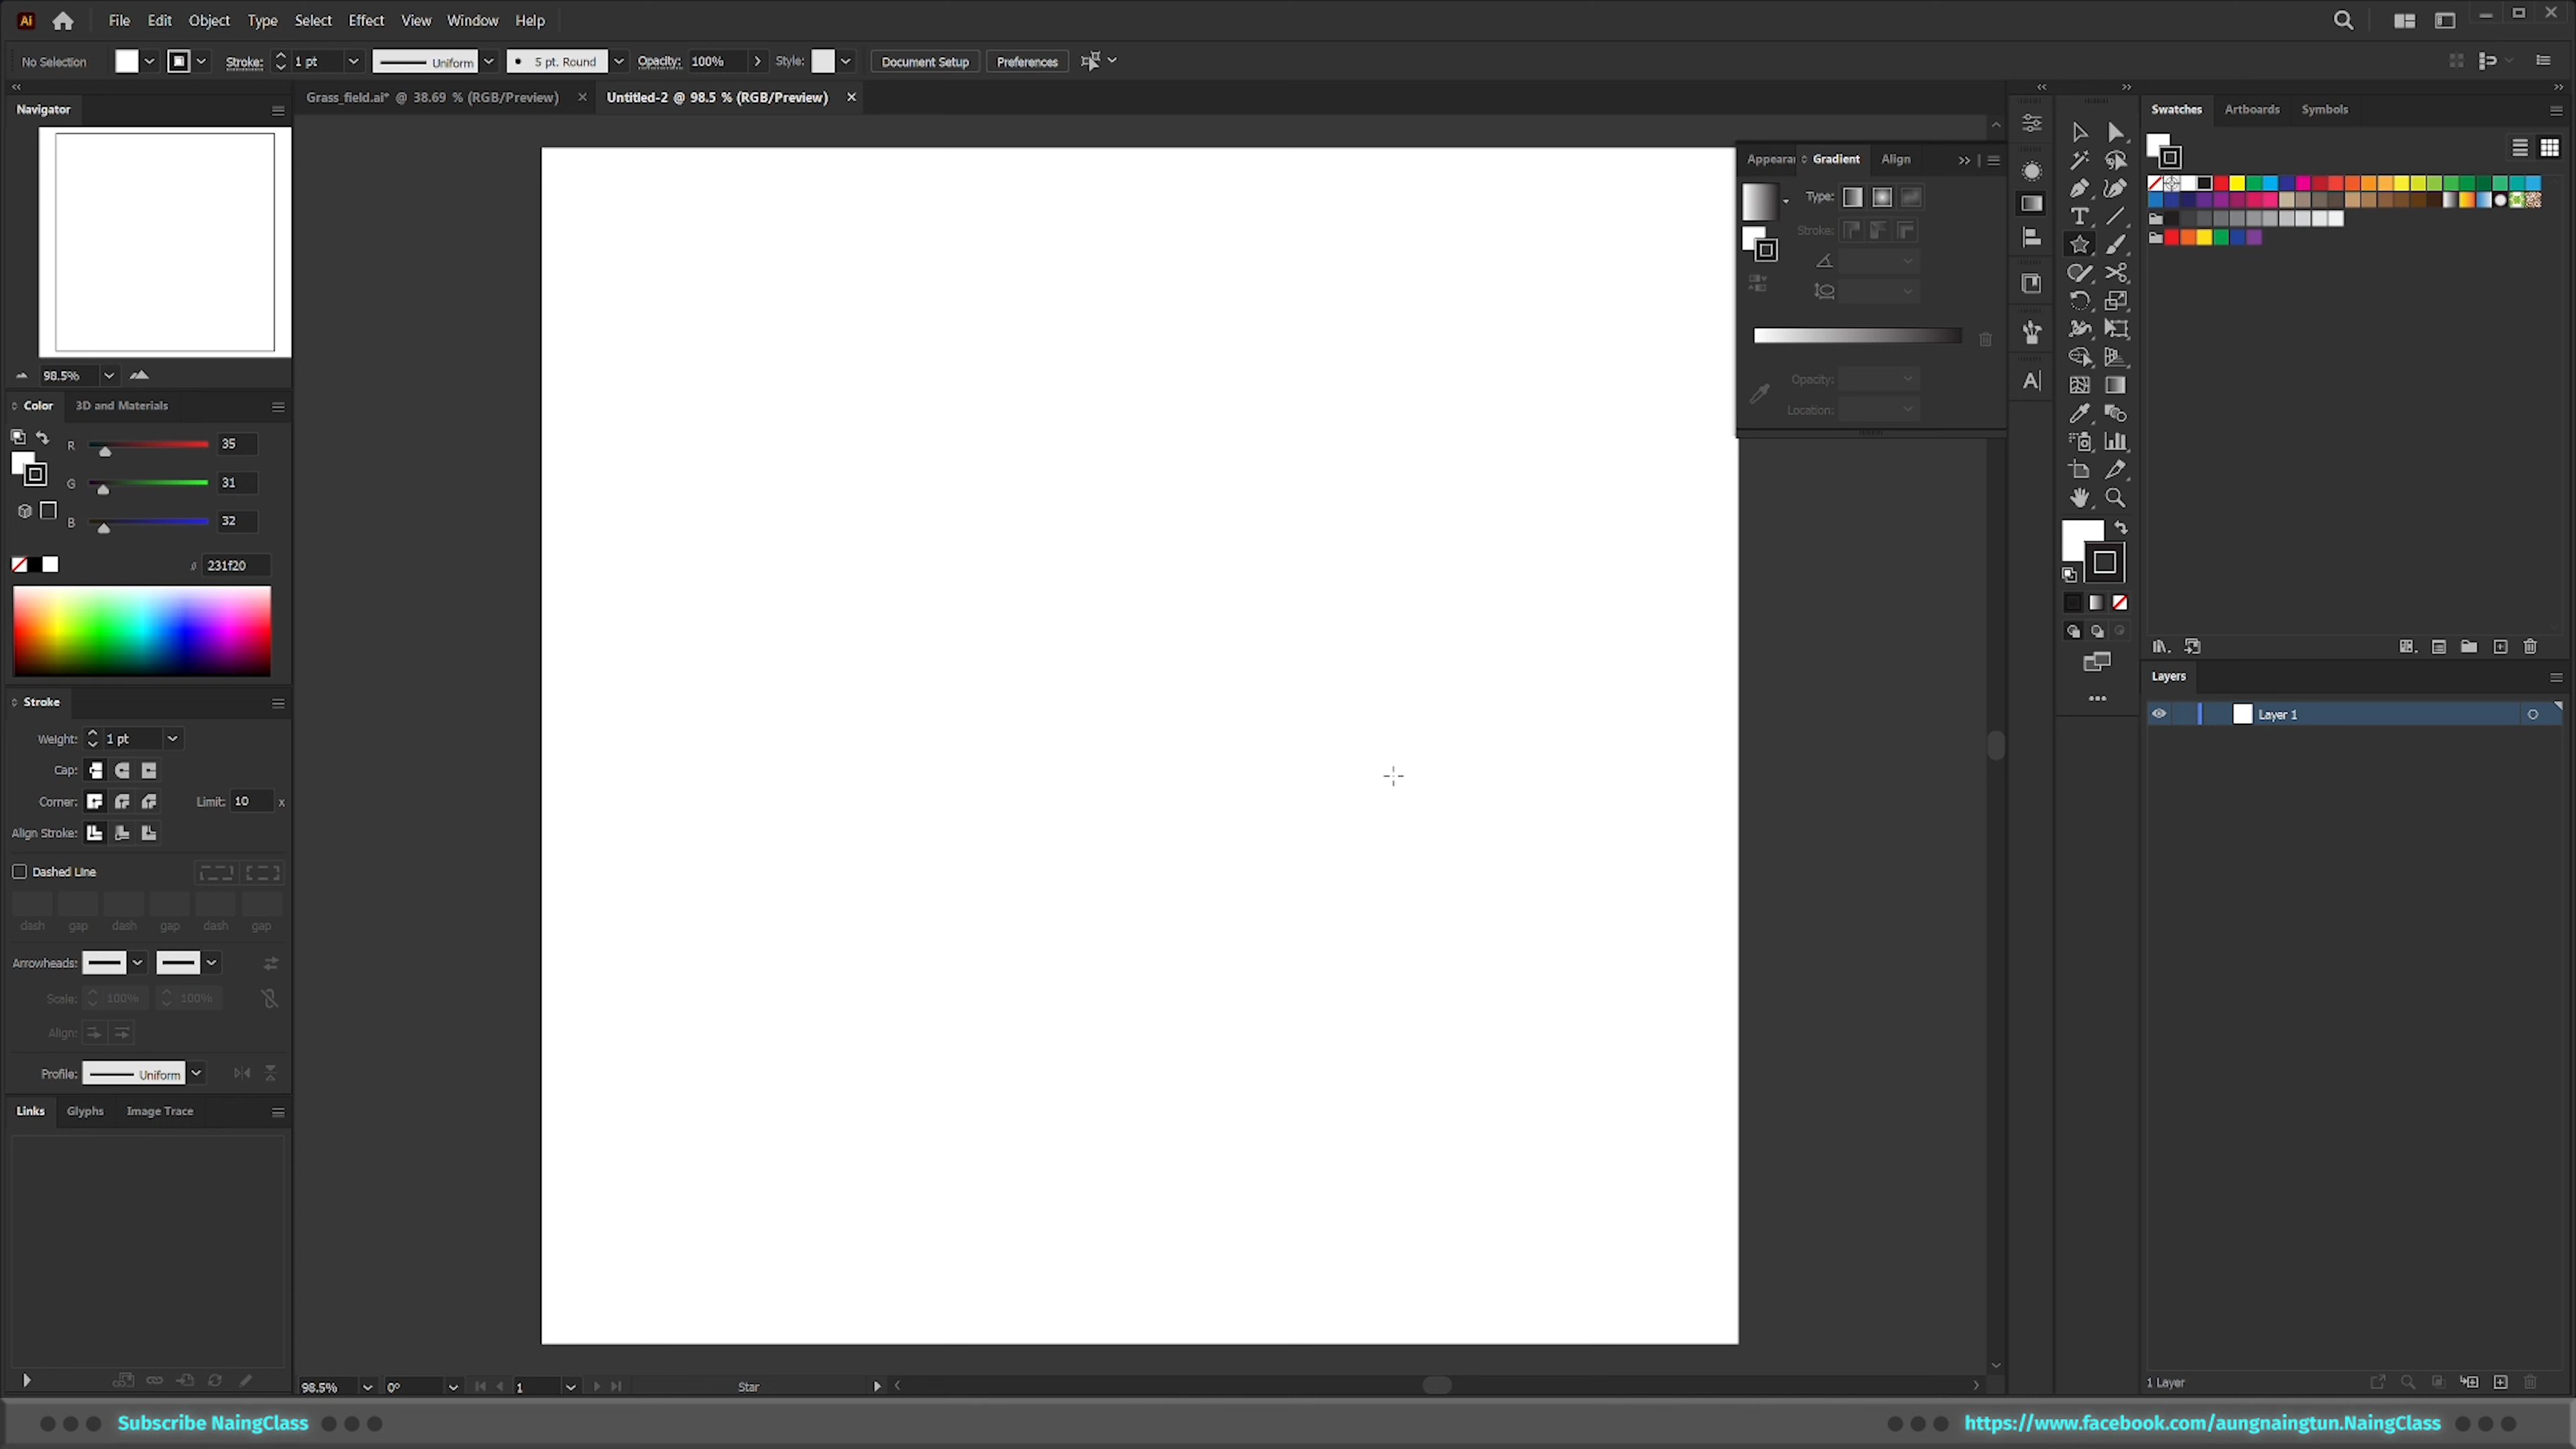 Ai File Edit Object Type Select Effect View Window Help
No Selection Stroke: 1 pt Uniform 5 pt. Round Opacity: 100% Style: Document Setup Preferences
Navigator
Grass_field.ai* @ 38.69 % (RGB/Preview) Untitled-2 @ 98.5 % (RGB/Preview)
98.5%
Color 3D and Materials
R 35
G 31
B 32
231f20
Stroke
Weight: 1 pt
Cap:
Corner: Limit: 10 x
Align Stroke:
Dashed Line
dash gap dash gap dash gap
Arrowheads:
Scale: 100% 100%
Align:
Profile: Uniform
Links Glyphs Image Trace
98.5% 0° 1 Star
Appeara Gradient Align
Type:
Stroke:
Opacity:
Location:
Swatches Artboards Symbols
Layers
Layer 1
1 Layer
Subscribe NaingClass
https://www.facebook.com/aungnaingtun.NaingClass